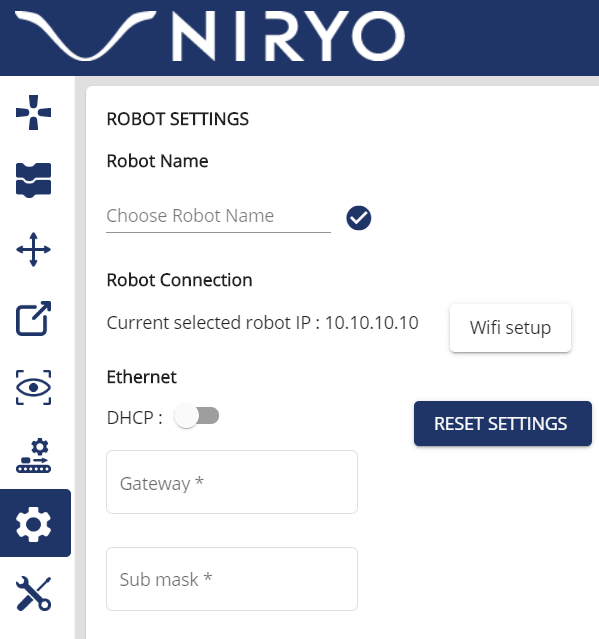 NIRYO
ROBOT SETTINGS
Robot Name
Choose Robot Name
Robot Connection
Current selected robot IP : 10.10.10.10
Wifi setup
Ethernet
DHCP :
RESET SETTINGS
Gateway *
Sub mask *